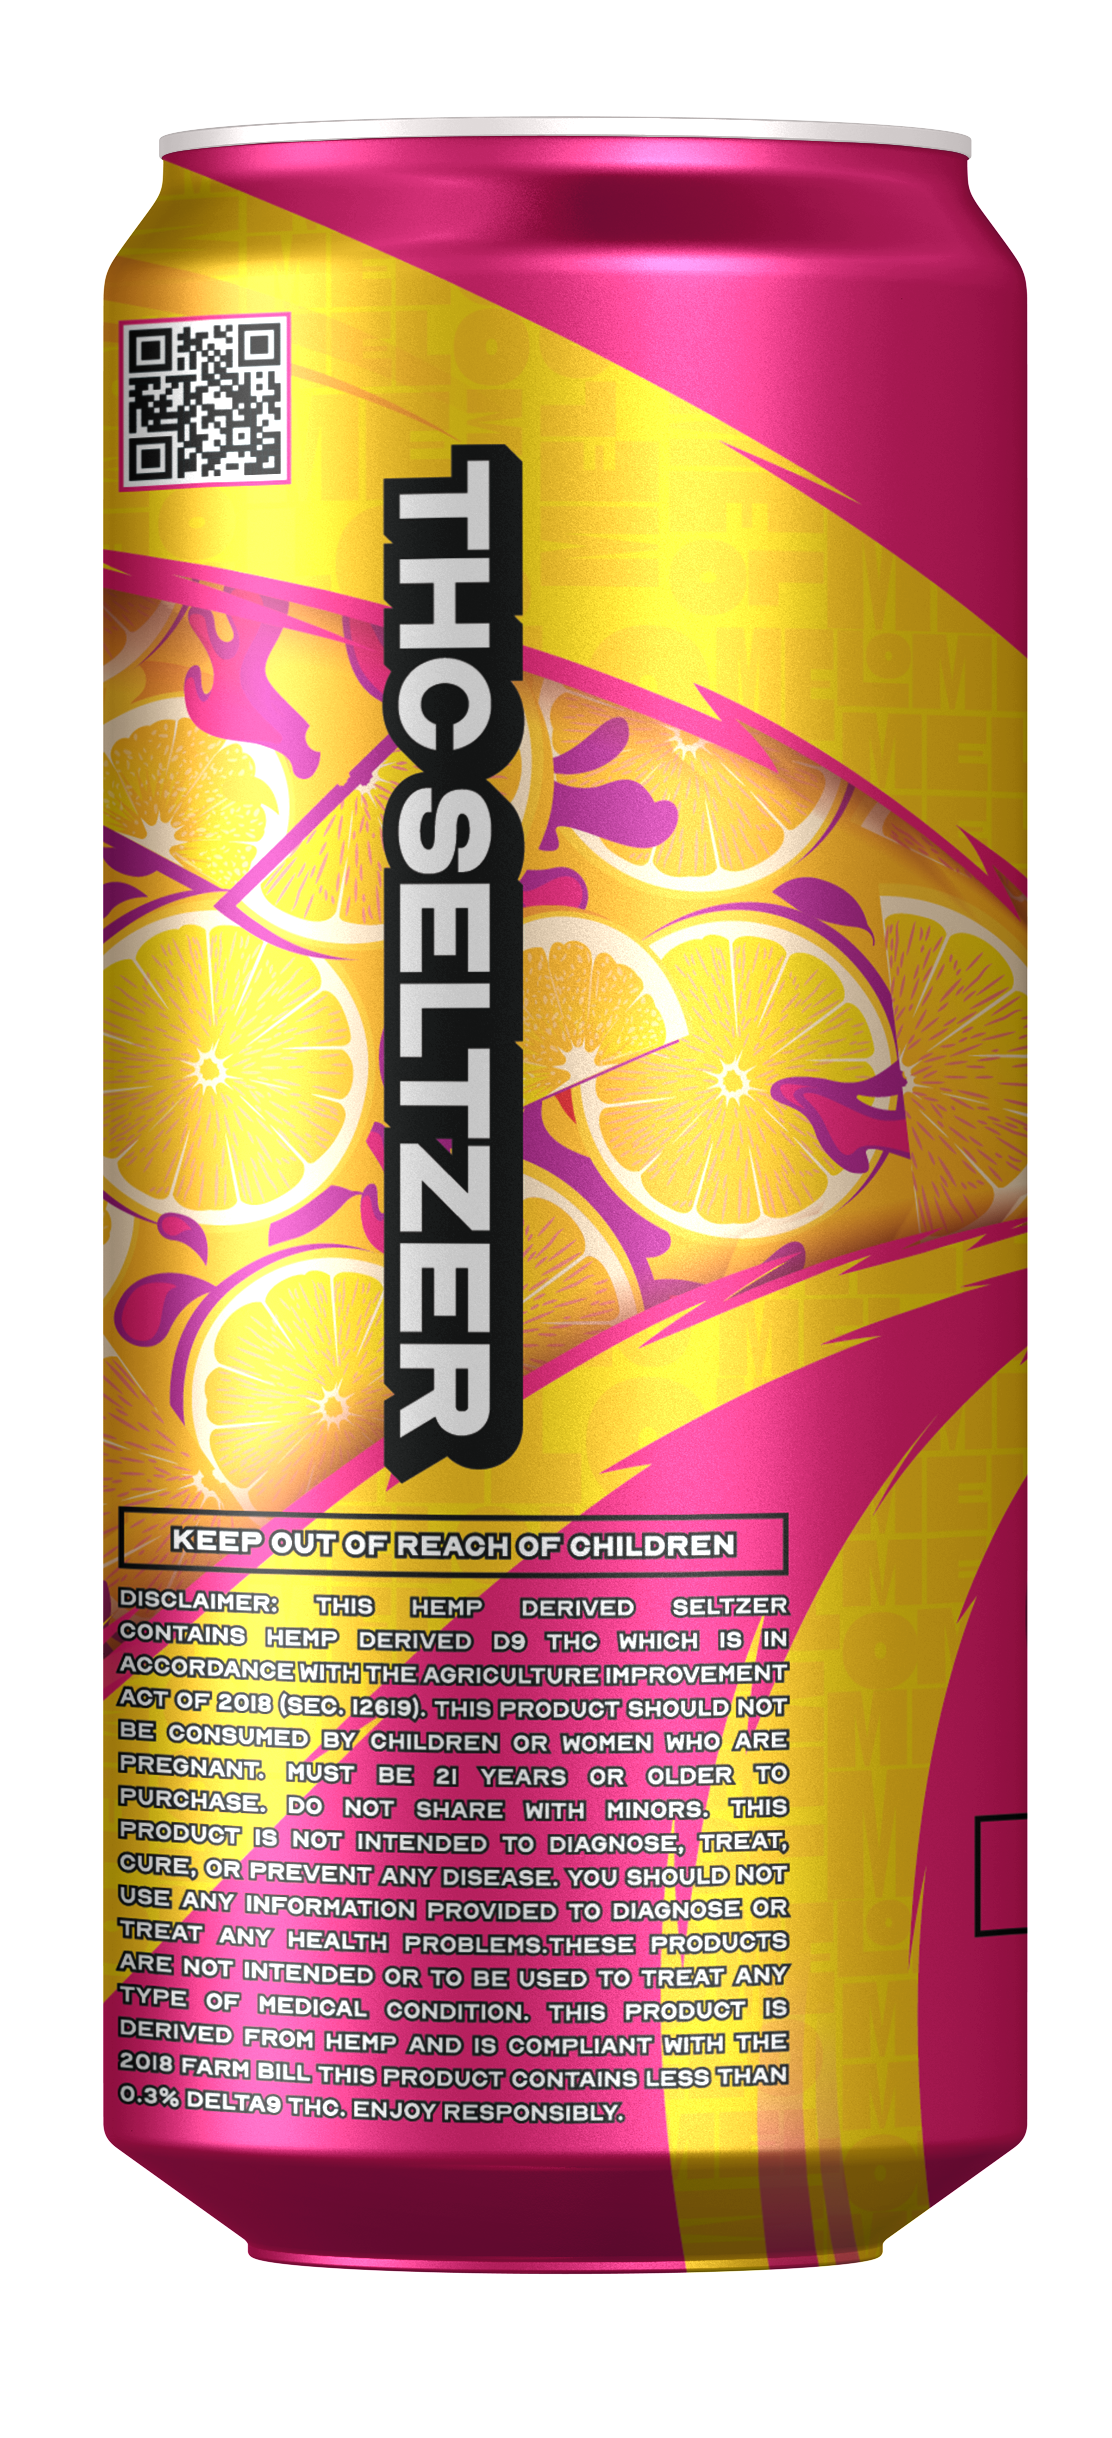 THC SELTZER
KEEP OUT OF REACH OF CHILDREN
DISCLAIMER: THIS HEMP DERIVED SELTZER
CONTAINS HEMP DERIVED D9 THC WHICH IS IN
ACCORDANCE WITH THE AGRICULTURE IMPROVEMENT
ACT OF 2018 (SEC. 12619). THIS PRODUCT SHOULD NOT
BE CONSUMED BY CHILDREN OR WOMEN WHO ARE
PREGNANT. MUST BE 21 YEARS OR OLDER TO
PURCHASE. DO NOT SHARE WITH MINORS. THIS
PRODUCT IS NOT INTENDED TO DIAGNOSE, TREAT,
CURE, OR PREVENT ANY DISEASE. YOU SHOULD NOT
USE ANY INFORMATION PROVIDED TO DIAGNOSE OR
TREAT ANY HEALTH PROBLEMS.THESE PRODUCTS
ARE NOT INTENDED OR TO BE USED TO TREAT ANY
TYPE OF MEDICAL CONDITION. THIS PRODUCT IS
DERIVED FROM HEMP AND IS COMPLIANT WITH THE
2018 FARM BILL THIS PRODUCT CONTAINS LESS THAN
0.3% DELTA9 THC. ENJOY RESPONSIBLY.